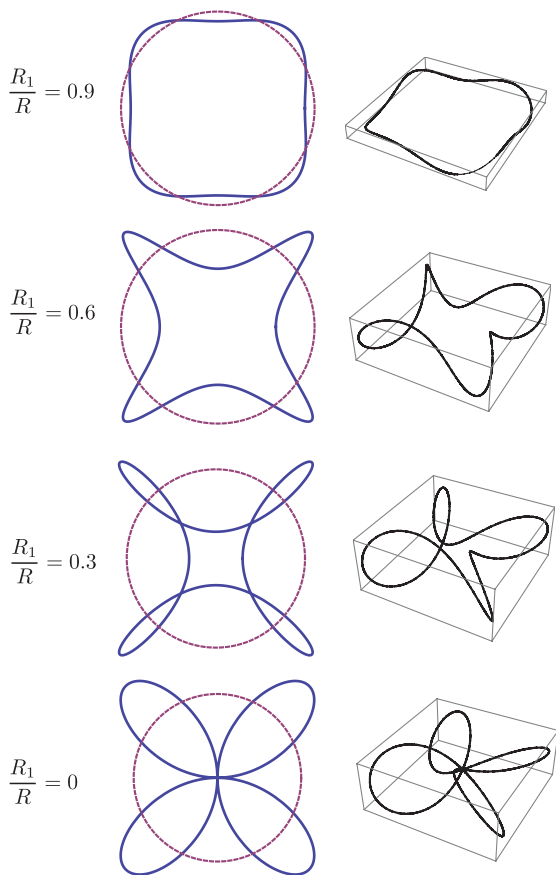 R₁/R = 0.9
R₁/R = 0.6
R₁/R = 0.3
R₁/R = 0